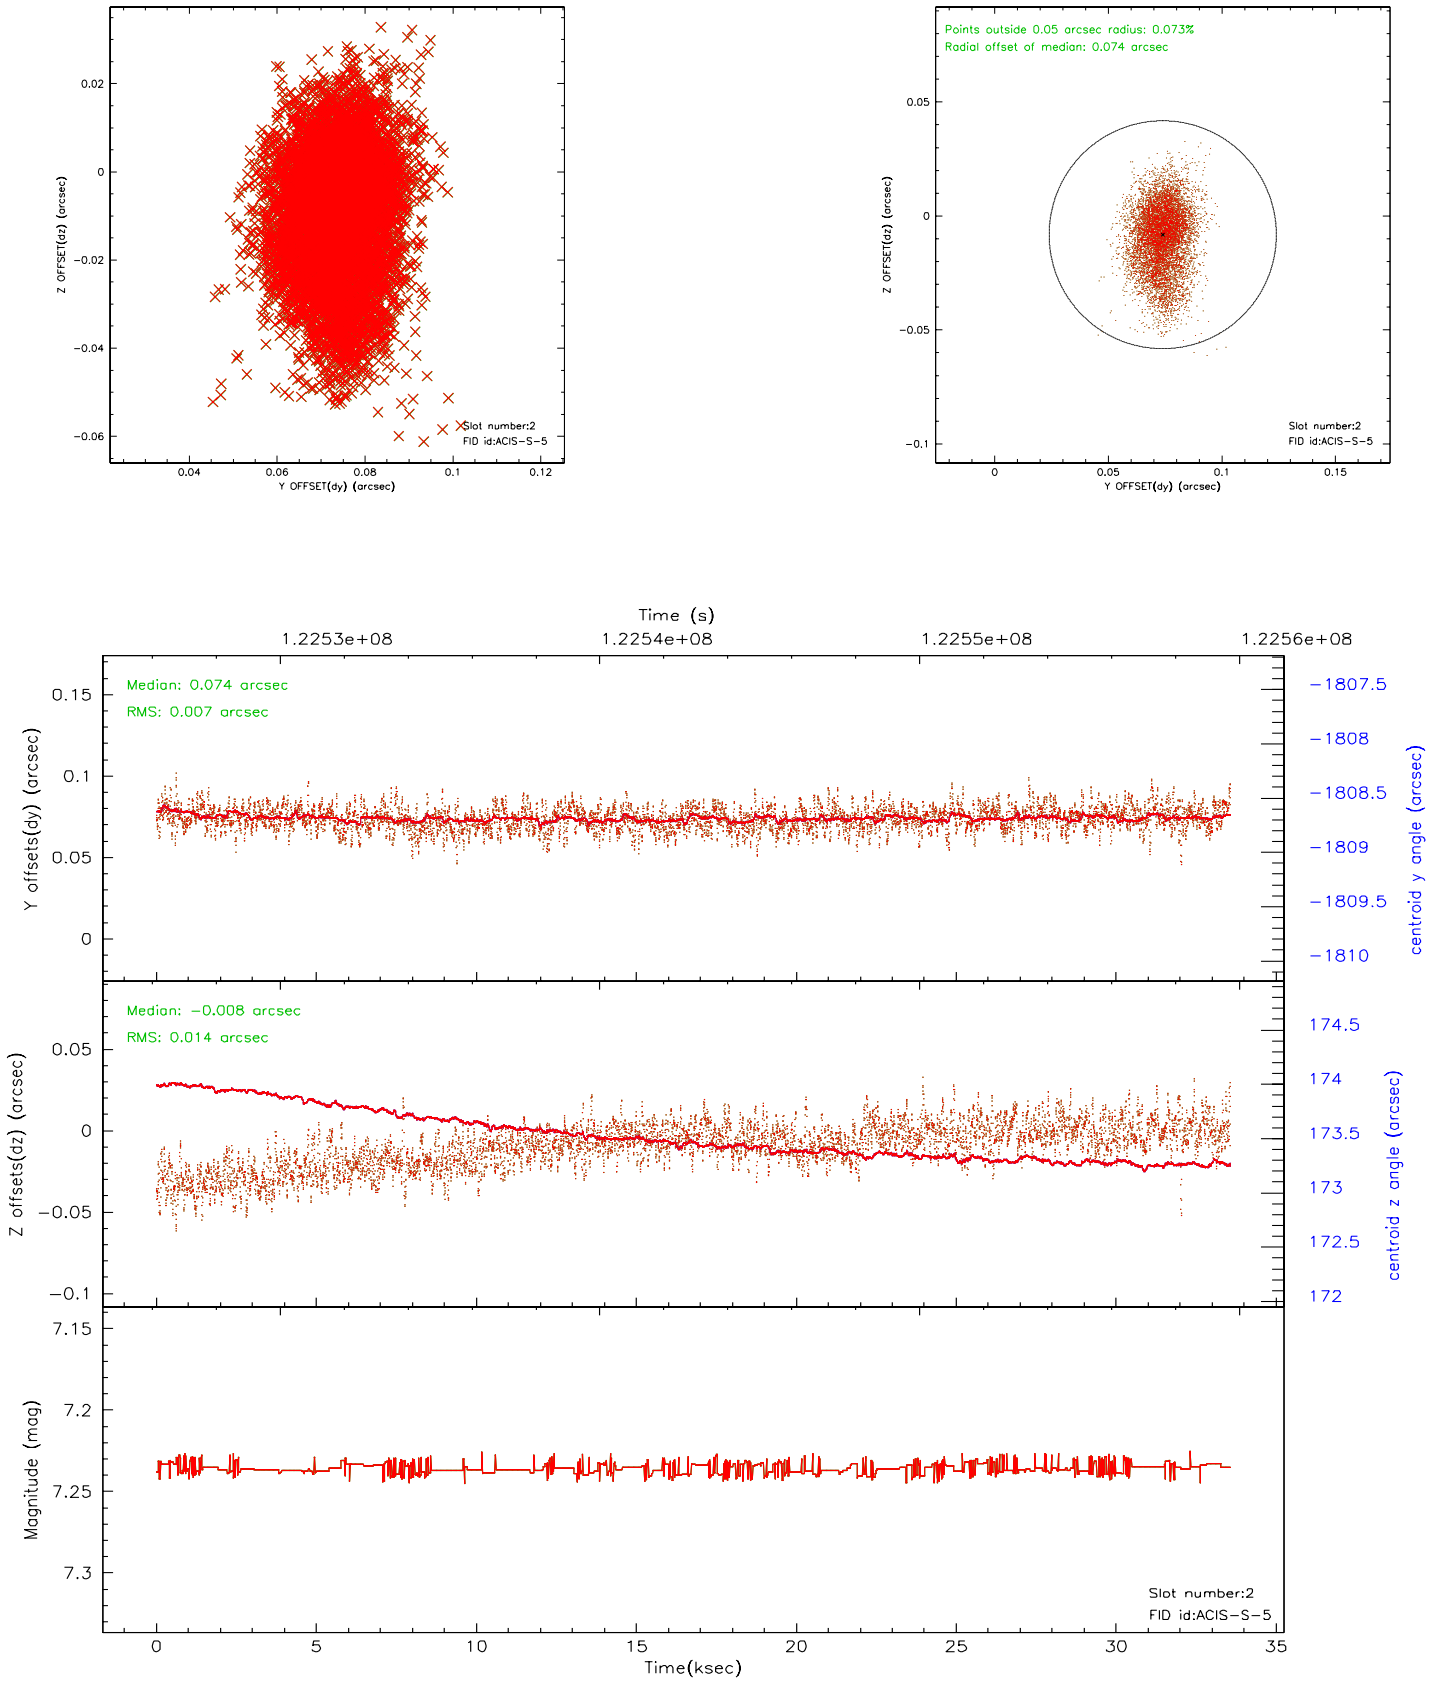 0.02
0
−0.02
−0.04
−0.06
Z OFFSET(dz) (arcsec)
0.04
0.06
0.08
0.1
0.12
Y OFFSET(dy) (arcsec)
Slot number:2
FID id:ACIS−S−5
Points outside 0.05 arcsec radius: 0.073%
Radial offset of median: 0.074 arcsec
0.05
0
−0.05
−0.1
Z OFFSET(dz) (arcsec)
0
0.05
0.1
0.15
Y OFFSET(dy) (arcsec)
Slot number:2
FID id:ACIS−S−5
Time (s)
1.2253e+08
1.2254e+08
1.2255e+08
1.2256e+08
Median: 0.074 arcsec
RMS: 0.007 arcsec
0.15
0.1
0.05
0
Y offsets(dy) (arcsec)
−1807.5
−1808
−1808.5
−1809
−1809.5
−1810
centroid y angle (arcsec)
Median: −0.008 arcsec
RMS: 0.014 arcsec
0.05
0
−0.05
−0.1
Z offsets(dz) (arcsec)
174.5
174
173.5
173
172.5
172
centroid z angle (arcsec)
7.15
7.2
7.25
7.3
Magnitude (mag)
Slot number:2
FID id:ACIS−S−5
0
5
10
15
20
25
30
35
Time(ksec)